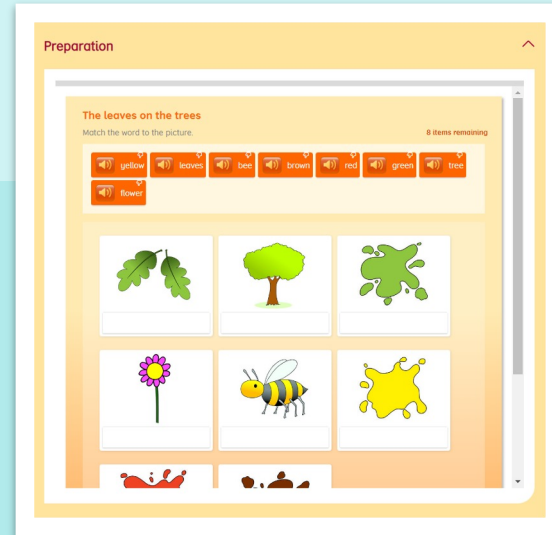 Preparation
The leaves on the trees
Match the word to the picture.
8 items remaining
yellow leaves bee brown red green tree
flower